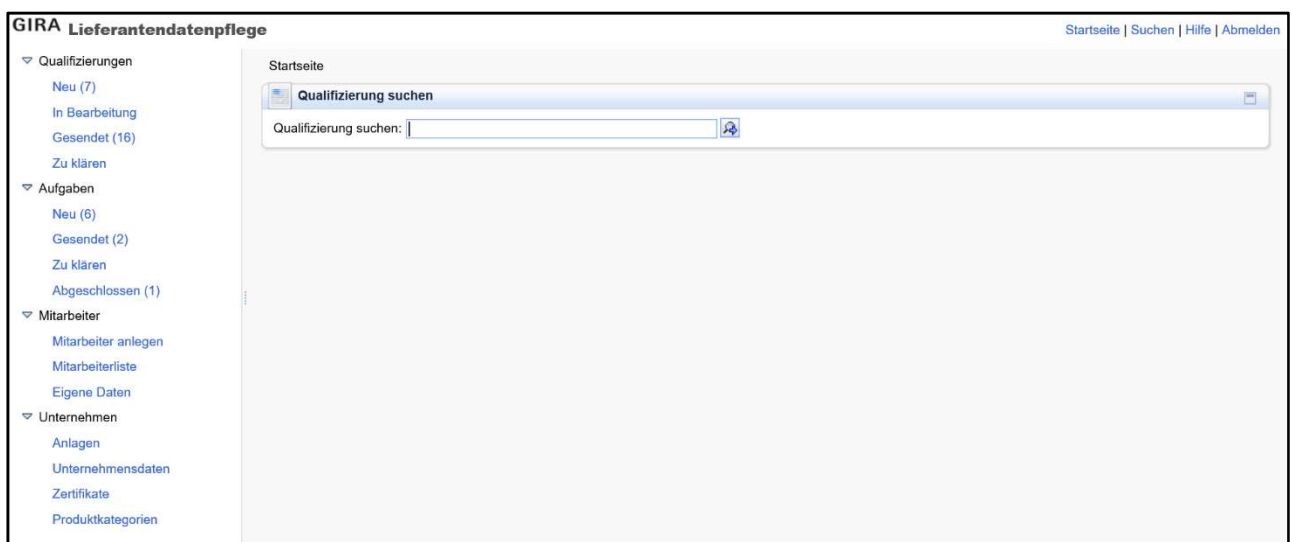 GIRA Lieferantendatenpflege
Startseite | Suchen | Hilfe | Abmelden
Qualifizierungen
Neu (7)
In Bearbeitung
Gesendet (16)
Zu klären
Aufgaben
Neu (6)
Gesendet (2)
Zu klären
Abgeschlossen (1)
Mitarbeiter
Mitarbeiter anlegen
Mitarbeiterliste
Eigene Daten
Unternehmen
Anlagen
Unternehmensdaten
Zertifikate
Produktkategorien
Startseite
Qualifizierung suchen
Qualifizierung suchen: